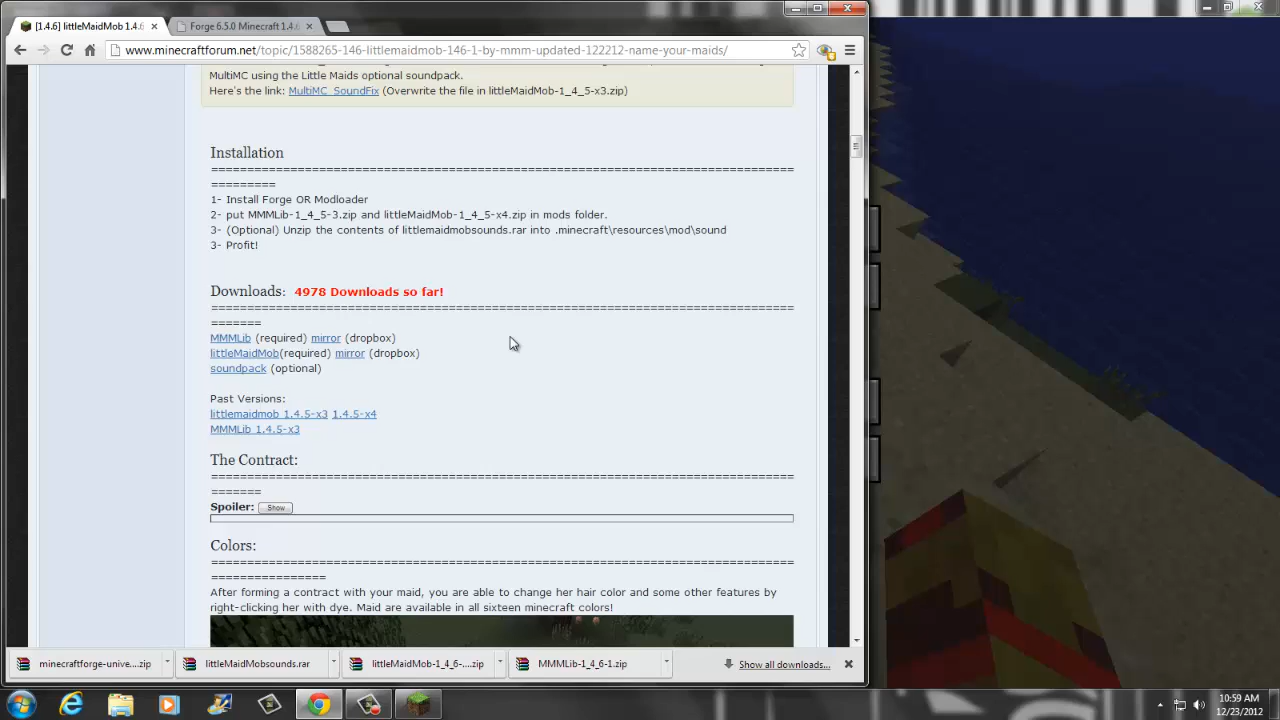 [1.4.6] littleMaidMob 1.4.6
Forge 6.5.0 Minecraft 1.4.6
www.minecraftforum.net/topic/1588265-146-littlemaidmob-146-1-by-mmm-updated-122212-name-your-maids/
MultiMC using the Little Maids optional soundpack.
Here's the link: MultiMC_SoundFix (Overwrite the file in littleMaidMob-1_4_5-x3.zip)
Installation
================================================================================
=========
1- Install Forge OR Modloader
2- put MMMLib-1_4_5-3.zip and littleMaidMob-1_4_5-x4.zip in mods folder.
3- (Optional) Unzip the contents of littlemaidmobsounds.rar into .minecraft\resources\mod\sound
3- Profit!
Downloads: 4978 Downloads so far!
================================================================================
=======
MMMLib (required) mirror (dropbox)
littleMaidMob(required) mirror (dropbox)
soundpack (optional)
Past Versions:
littlemaidmob 1.4.5-x3 1.4.5-x4
MMMLib 1.4.5-x3
The Contract:
================================================================================
=======
Spoiler: Show
Colors:
================================================================================
================
After forming a contract with your maid, you are able to change her hair color and some other features by
right-clicking her with dye. Maid are available in all sixteen minecraft colors!
minecraftforge-unive....zip
littleMaidMobsounds.rar
littleMaidMob-1_4_6-....zip
MMMLib-1_4_6-1.zip
Show all downloads...
10:59 AM
12/23/2012